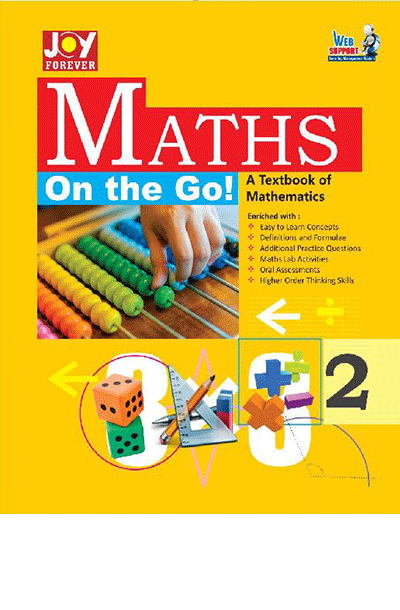 JOY
FOREVER
WEB
SUPPORT
MATHS
On the Go!
A Textbook of
Mathematics
Enriched with :
Easy to Learn Concepts
Definitions and Formulae
Additional Practice Questions
Maths Lab Activities
Oral Assessments
Higher Order Thinking Skills
2